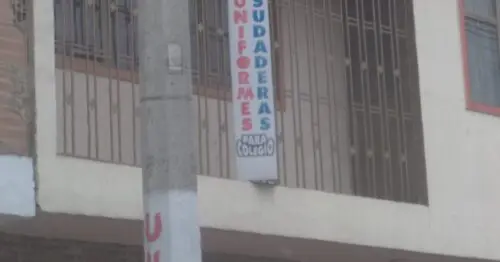 UNIFORMES
SUDADERAS
PARA
COLEGIO
U